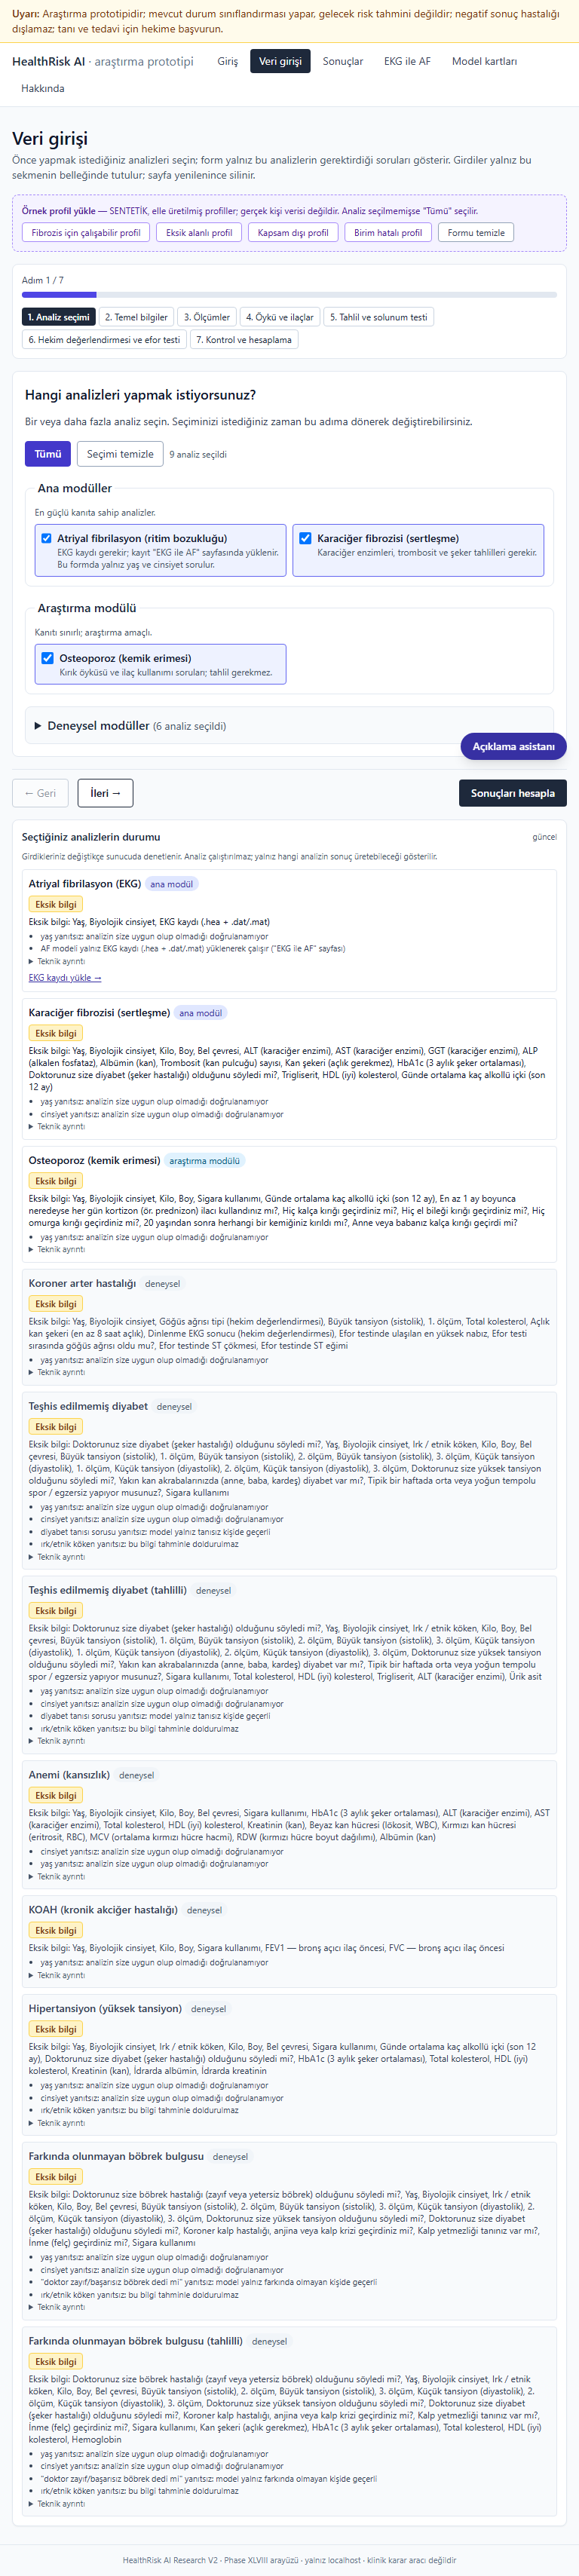 Uyarı: Araştırma prototipidir; mevcut durum sınıflandırması yapar, gelecek risk tahmini değildir; negatif sonuç hastalığı
dışlamaz; tanı ve tedavi için hekime başvurun.
HealthRisk AI · araştırma prototipi
Giriş
Veri girişi
Sonuçlar
EKG ile AF
Model kartları
Hakkında
Veri girişi
Önce yapmak istediğiniz analizleri seçin; form yalnız bu analizlerin gerektirdiği soruları gösterir. Girdiler yalnız bu
sekmenin belleğinde tutulur; sayfa yenilenince silinir.
Örnek profil yükle — SENTETİK, elle üretilmiş profiller; gerçek kişi verisi değildir. Analiz seçilmemişse "Tümü" seçilir.
Fibrozis için çalışabilir profil
Eksik alanlı profil
Kapsam dışı profil
Birim hatalı profil
Formu temizle
Adım 1 / 7
1. Analiz seçimi
2. Temel bilgiler
3. Ölçümler
4. Öykü ve ilaçlar
5. Tahlil ve solunum testi
6. Hekim değerlendirmesi ve efor testi
7. Kontrol ve hesaplama
Hangi analizleri yapmak istiyorsunuz?
Bir veya daha fazla analiz seçin. Seçiminizi istediğiniz zaman bu adıma dönerek değiştirebilirsiniz.
Tümü
Seçimi temizle
9 analiz seçildi
Ana modüller
En güçlü kanıta sahip analizler.
Atriyal fibrilasyon (ritim bozukluğu)
EKG kaydı gerekir; kayıt "EKG ile AF" sayfasında yüklenir.
Bu formda yalnız yaş ve cinsiyet sorulur.
Karaciğer fibrozisi (sertleşme)
Karaciğer enzimleri, trombosit ve şeker tahlilleri gerekir.
Araştırma modülü
Kanıtı sınırlı; araştırma amaçlı.
Osteoporoz (kemik erimesi)
Kırık öyküsü ve ilaç kullanımı soruları; tahlil gerekmez.
Deneysel modüller (6 analiz seçildi)
Açıklama asistanı
← Geri
İleri →
Sonuçları hesapla
Seçtiğiniz analizlerin durumu
güncel
Girdikleriniz değiştikçe sunucuda denetlenir. Analiz çalıştırılmaz; yalnız hangi analizin sonuç üretebileceği gösterilir.
Atriyal fibrilasyon (EKG) ana modül
Eksik bilgi
Eksik bilgi: Yaş, Biyolojik cinsiyet, EKG kaydı (.hea + .dat/.mat)
• yaş yanıtsız: analizin size uygun olup olmadığı doğrulanamıyor
• AF modeli yalnız EKG kaydı (.hea + .dat/.mat) yüklenerek çalışır ("EKG ile AF" sayfası)
Teknik ayrıntı
EKG kaydı yükle →
Karaciğer fibrozisi (sertleşme) ana modül
Eksik bilgi
Eksik bilgi: Yaş, Biyolojik cinsiyet, Kilo, Boy, Bel çevresi, ALT (karaciğer enzimi), AST (karaciğer enzimi), GGT (karaciğer enzimi), ALP
(alkalen fosfataz), Albümin (kan), Trombosit (kan pulcuğu) sayısı, Kan şekeri (açlık gerekmez), HbA1c (3 aylık şeker ortalaması),
Doktorunuz size diyabet (şeker hastalığı) olduğunu söyledi mi?, Trigliserit, HDL (iyi) kolesterol, Günde ortalama kaç alkollü içki (son
12 ay)
• yaş yanıtsız: analizin size uygun olup olmadığı doğrulanamıyor
• cinsiyet yanıtsız: analizin size uygun olup olmadığı doğrulanamıyor
Teknik ayrıntı
Osteoporoz (kemik erimesi) araştırma modülü
Eksik bilgi
Eksik bilgi: Yaş, Biyolojik cinsiyet, Kilo, Boy, Sigara kullanımı, Günde ortalama kaç alkollü içki (son 12 ay), En az 1 ay boyunca
neredeyse her gün kortizon (ör. prednizon) ilacı kullandınız mı?, Hiç kalça kırığı geçirdiniz mi?, Hiç el bileği kırığı geçirdiniz mi?, Hiç
omurga kırığı geçirdiniz mi?, 20 yaşından sonra herhangi bir kemiğiniz kırıldı mı?, Anne veya babanız kalça kırığı geçirdi mi?
• yaş yanıtsız: analizin size uygun olup olmadığı doğrulanamıyor
Teknik ayrıntı
Koroner arter hastalığı deneysel
Eksik bilgi
Eksik bilgi: Yaş, Biyolojik cinsiyet, Göğüs ağrısı tipi (hekim değerlendirmesi), Büyük tansiyon (sistolik), 1. ölçüm, Total kolesterol, Açlık
kan şekeri (en az 8 saat açlık), Dinlenme EKG sonucu (hekim değerlendirmesi), Efor testinde ulaşılan en yüksek nabız, Efor testi
sırasında göğüs ağrısı oldu mu?, Efor testinde ST çökmesi, Efor testinde ST eğimi
• yaş yanıtsız: analizin size uygun olup olmadığı doğrulanamıyor
Teknik ayrıntı
Teşhis edilmemiş diyabet deneysel
Eksik bilgi
Eksik bilgi: Doktorunuz size diyabet (şeker hastalığı) olduğunu söyledi mi?, Yaş, Biyolojik cinsiyet, Irk / etnik köken, Kilo, Boy, Bel
çevresi, Büyük tansiyon (sistolik), 1. ölçüm, Büyük tansiyon (sistolik), 2. ölçüm, Büyük tansiyon (sistolik), 3. ölçüm, Küçük tansiyon
(diyastolik), 1. ölçüm, Küçük tansiyon (diyastolik), 2. ölçüm, Küçük tansiyon (diyastolik), 3. ölçüm, Doktorunuz size yüksek tansiyon
olduğunu söyledi mi?, Yakın kan akrabalarınızda (anne, baba, kardeş) diyabet var mı?, Tipik bir haftada orta veya yoğun tempolu
spor / egzersiz yapıyor musunuz?, Sigara kullanımı
• yaş yanıtsız: analizin size uygun olup olmadığı doğrulanamıyor
• cinsiyet yanıtsız: analizin size uygun olup olmadığı doğrulanamıyor
• diyabet tanısı sorusu yanıtsız: model yalnız tanısız kişide geçerli
• ırk/etnik köken yanıtsız: bu bilgi tahminle doldurulmaz
Teknik ayrıntı
Teşhis edilmemiş diyabet (tahlilli) deneysel
Eksik bilgi
Eksik bilgi: Doktorunuz size diyabet (şeker hastalığı) olduğunu söyledi mi?, Yaş, Biyolojik cinsiyet, Irk / etnik köken, Kilo, Boy, Bel
çevresi, Büyük tansiyon (sistolik), 1. ölçüm, Büyük tansiyon (sistolik), 2. ölçüm, Büyük tansiyon (sistolik), 3. ölçüm, Küçük tansiyon
(diyastolik), 1. ölçüm, Küçük tansiyon (diyastolik), 2. ölçüm, Küçük tansiyon (diyastolik), 3. ölçüm, Doktorunuz size yüksek tansiyon
olduğunu söyledi mi?, Yakın kan akrabalarınızda (anne, baba, kardeş) diyabet var mı?, Tipik bir haftada orta veya yoğun tempolu
spor / egzersiz yapıyor musunuz?, Sigara kullanımı, Total kolesterol, HDL (iyi) kolesterol, Trigliserit, ALT (karaciğer enzimi), Ürik asit
• yaş yanıtsız: analizin size uygun olup olmadığı doğrulanamıyor
• cinsiyet yanıtsız: analizin size uygun olup olmadığı doğrulanamıyor
• diyabet tanısı sorusu yanıtsız: model yalnız tanısız kişide geçerli
• ırk/etnik köken yanıtsız: bu bilgi tahminle doldurulmaz
Teknik ayrıntı
Anemi (kansızlık) deneysel
Eksik bilgi
Eksik bilgi: Yaş, Biyolojik cinsiyet, Kilo, Boy, Bel çevresi, Sigara kullanımı, HbA1c (3 aylık şeker ortalaması), ALT (karaciğer enzimi), AST
(karaciğer enzimi), Total kolesterol, HDL (iyi) kolesterol, Kreatinin (kan), Beyaz kan hücresi (lökosit, WBC), Kırmızı kan hücresi
(eritrosit, RBC), MCV (ortalama kırmızı hücre hacmi), RDW (kırmızı hücre boyut dağılımı), Albümin (kan)
• cinsiyet yanıtsız: analizin size uygun olup olmadığı doğrulanamıyor
• yaş yanıtsız: analizin size uygun olup olmadığı doğrulanamıyor
Teknik ayrıntı
KOAH (kronik akciğer hastalığı) deneysel
Eksik bilgi
Eksik bilgi: Yaş, Biyolojik cinsiyet, Kilo, Boy, Sigara kullanımı, FEV1 — bronş açıcı ilaç öncesi, FVC — bronş açıcı ilaç öncesi
• yaş yanıtsız: analizin size uygun olup olmadığı doğrulanamıyor
Teknik ayrıntı
Hipertansiyon (yüksek tansiyon) deneysel
Eksik bilgi
Eksik bilgi: Yaş, Biyolojik cinsiyet, Irk / etnik köken, Kilo, Boy, Bel çevresi, Sigara kullanımı, Günde ortalama kaç alkollü içki (son 12
ay), Doktorunuz size diyabet (şeker hastalığı) olduğunu söyledi mi?, HbA1c (3 aylık şeker ortalaması), Total kolesterol, HDL (iyi)
kolesterol, Kreatinin (kan), İdrarda albümin, İdrarda kreatinin
• yaş yanıtsız: analizin size uygun olup olmadığı doğrulanamıyor
• cinsiyet yanıtsız: analizin size uygun olup olmadığı doğrulanamıyor
• ırk/etnik köken yanıtsız: bu bilgi tahminle doldurulmaz
Teknik ayrıntı
Farkında olunmayan böbrek bulgusu deneysel
Eksik bilgi
Eksik bilgi: Doktorunuz size böbrek hastalığı (zayıf veya yetersiz böbrek) olduğunu söyledi mi?, Yaş, Biyolojik cinsiyet, Irk / etnik
köken, Kilo, Boy, Bel çevresi, Büyük tansiyon (sistolik), 2. ölçüm, Büyük tansiyon (sistolik), 3. ölçüm, Küçük tansiyon (diyastolik), 2.
ölçüm, Küçük tansiyon (diyastolik), 3. ölçüm, Doktorunuz size yüksek tansiyon olduğunu söyledi mi?, Doktorunuz size diyabet
(şeker hastalığı) olduğunu söyledi mi?, Koroner kalp hastalığı, anjina veya kalp krizi geçirdiniz mi?, Kalp yetmezliği tanınız var mı?,
İnme (felç) geçirdiniz mi?, Sigara kullanımı
• yaş yanıtsız: analizin size uygun olup olmadığı doğrulanamıyor
• cinsiyet yanıtsız: analizin size uygun olup olmadığı doğrulanamıyor
• "doktor zayıf/başarısız böbrek dedi mi" yanıtsız: model yalnız farkında olmayan kişide geçerli
• ırk/etnik köken yanıtsız: bu bilgi tahminle doldurulmaz
Teknik ayrıntı
Farkında olunmayan böbrek bulgusu (tahlilli) deneysel
Eksik bilgi
Eksik bilgi: Doktorunuz size böbrek hastalığı (zayıf veya yetersiz böbrek) olduğunu söyledi mi?, Yaş, Biyolojik cinsiyet, Irk / etnik
köken, Kilo, Boy, Bel çevresi, Büyük tansiyon (sistolik), 2. ölçüm, Büyük tansiyon (sistolik), 3. ölçüm, Küçük tansiyon (diyastolik), 2.
ölçüm, Küçük tansiyon (diyastolik), 3. ölçüm, Doktorunuz size yüksek tansiyon olduğunu söyledi mi?, Doktorunuz size diyabet
(şeker hastalığı) olduğunu söyledi mi?, Koroner kalp hastalığı, anjina veya kalp krizi geçirdiniz mi?, Kalp yetmezliği tanınız var mı?,
İnme (felç) geçirdiniz mi?, Sigara kullanımı, Kan şekeri (açlık gerekmez), HbA1c (3 aylık şeker ortalaması), Total kolesterol, HDL (iyi)
kolesterol, Hemoglobin
• yaş yanıtsız: analizin size uygun olup olmadığı doğrulanamıyor
• cinsiyet yanıtsız: analizin size uygun olup olmadığı doğrulanamıyor
• "doktor zayıf/başarısız böbrek dedi mi" yanıtsız: model yalnız farkında olmayan kişide geçerli
• ırk/etnik köken yanıtsız: bu bilgi tahminle doldurulmaz
Teknik ayrıntı
HealthRisk AI Research V2 · Phase XLVIII arayüzü · yalnız localhost · klinik karar aracı değildir